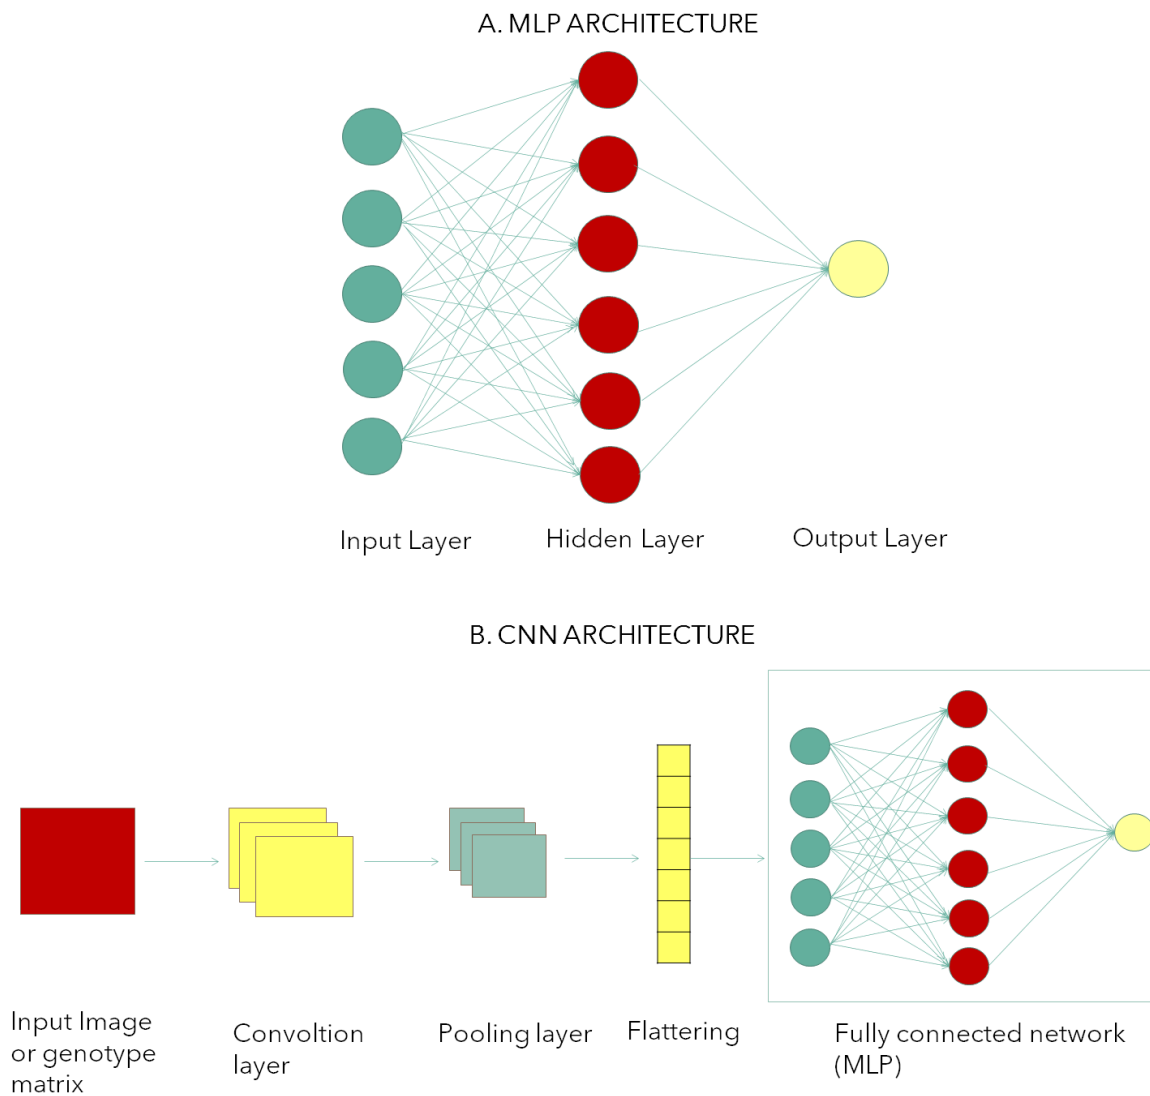 A. MLP ARCHITECTURE
Input Layer
Hidden Layer
Output Layer
B. CNN ARCHITECTURE
Input Image
or genotype
matrix
Convoltion
layer
Pooling layer
Flattering
Fully connected network
(MLP)